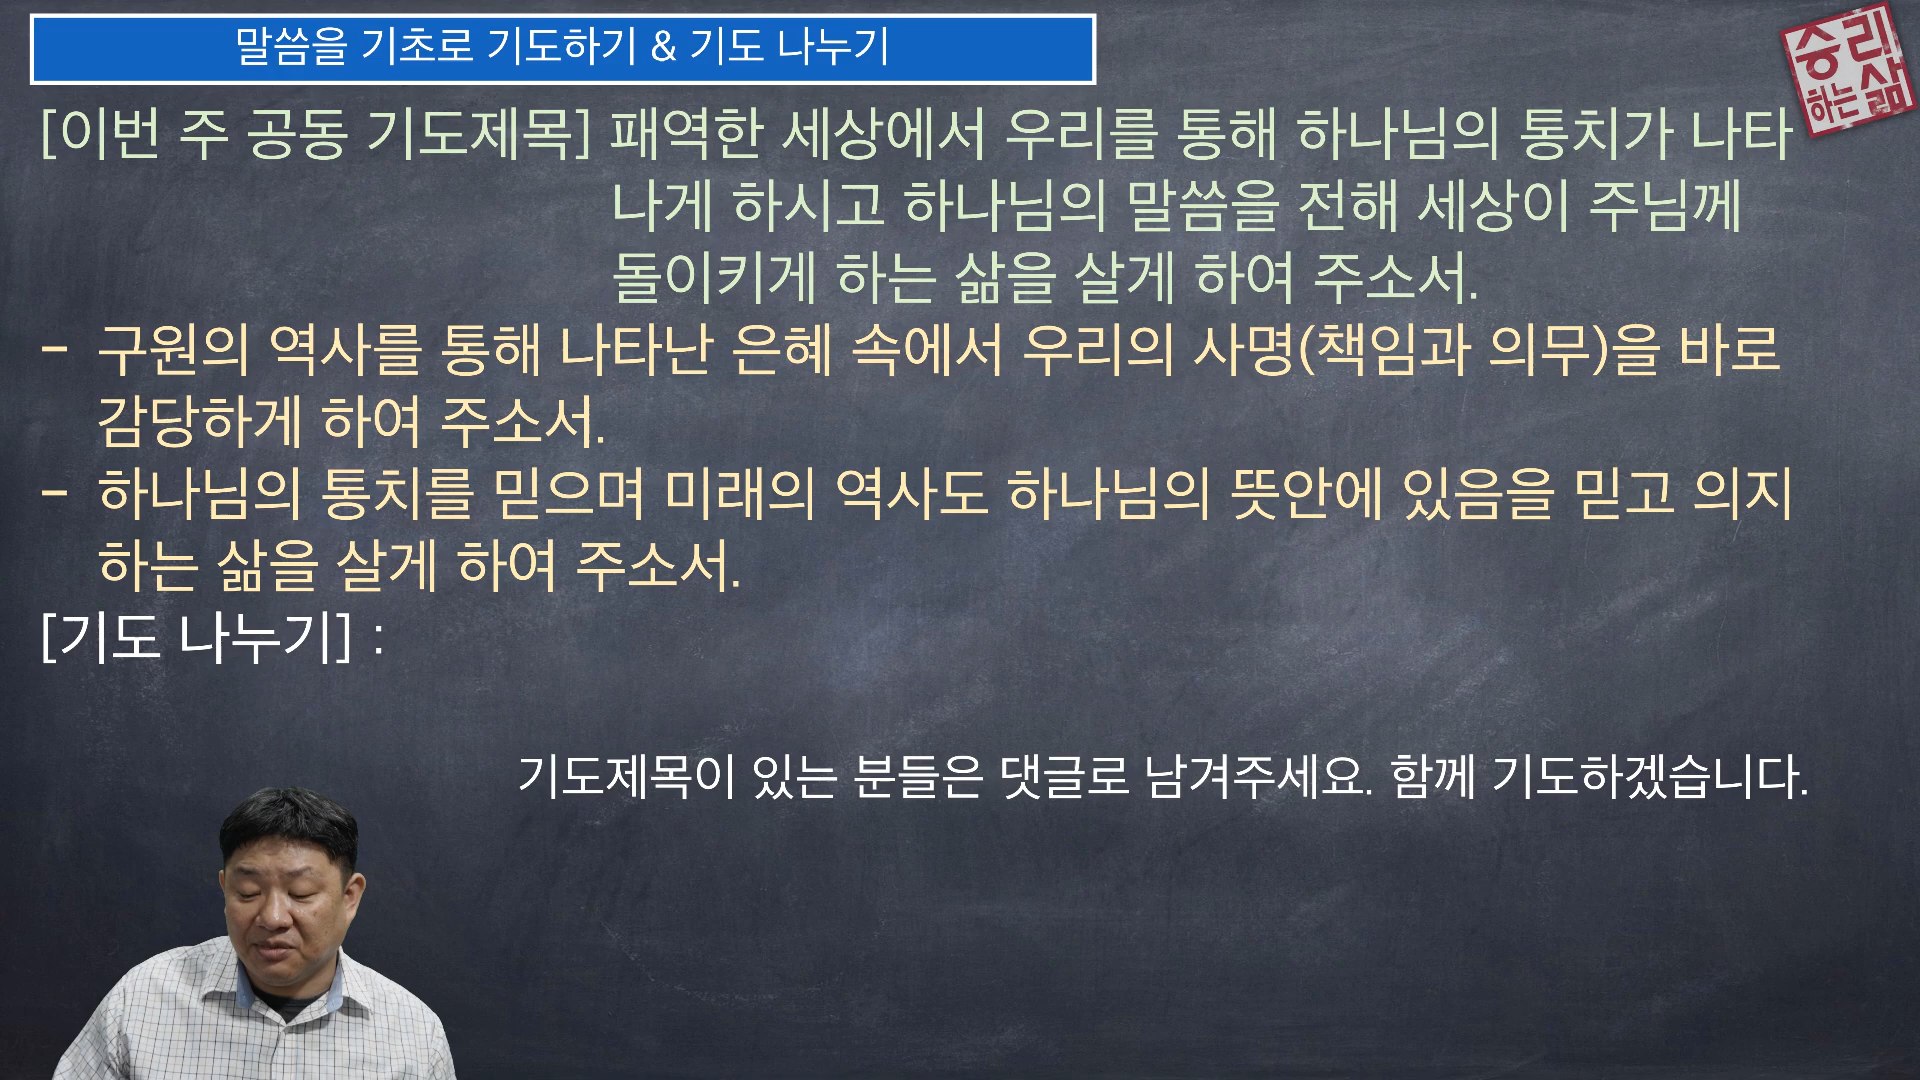 말씀을 기초로 기도하기 & 기도 나누기
승리
하는 삶
[이번 주 공동 기도제목] 패역한 세상에서 우리를 통해 하나님의 통치가 나타
나게 하시고 하나님의 말씀을 전해 세상이 주님께
돌이키게 하는 삶을 살게 하여 주소서.
- 구원의 역사를 통해 나타난 은혜 속에서 우리의 사명(책임과 의무)을 바로
감당하게 하여 주소서.
- 하나님의 통치를 믿으며 미래의 역사도 하나님의 뜻안에 있음을 믿고 의지
하는 삶을 살게 하여 주소서.
[기도 나누기] :
기도제목이 있는 분들은 댓글로 남겨주세요. 함께 기도하겠습니다.